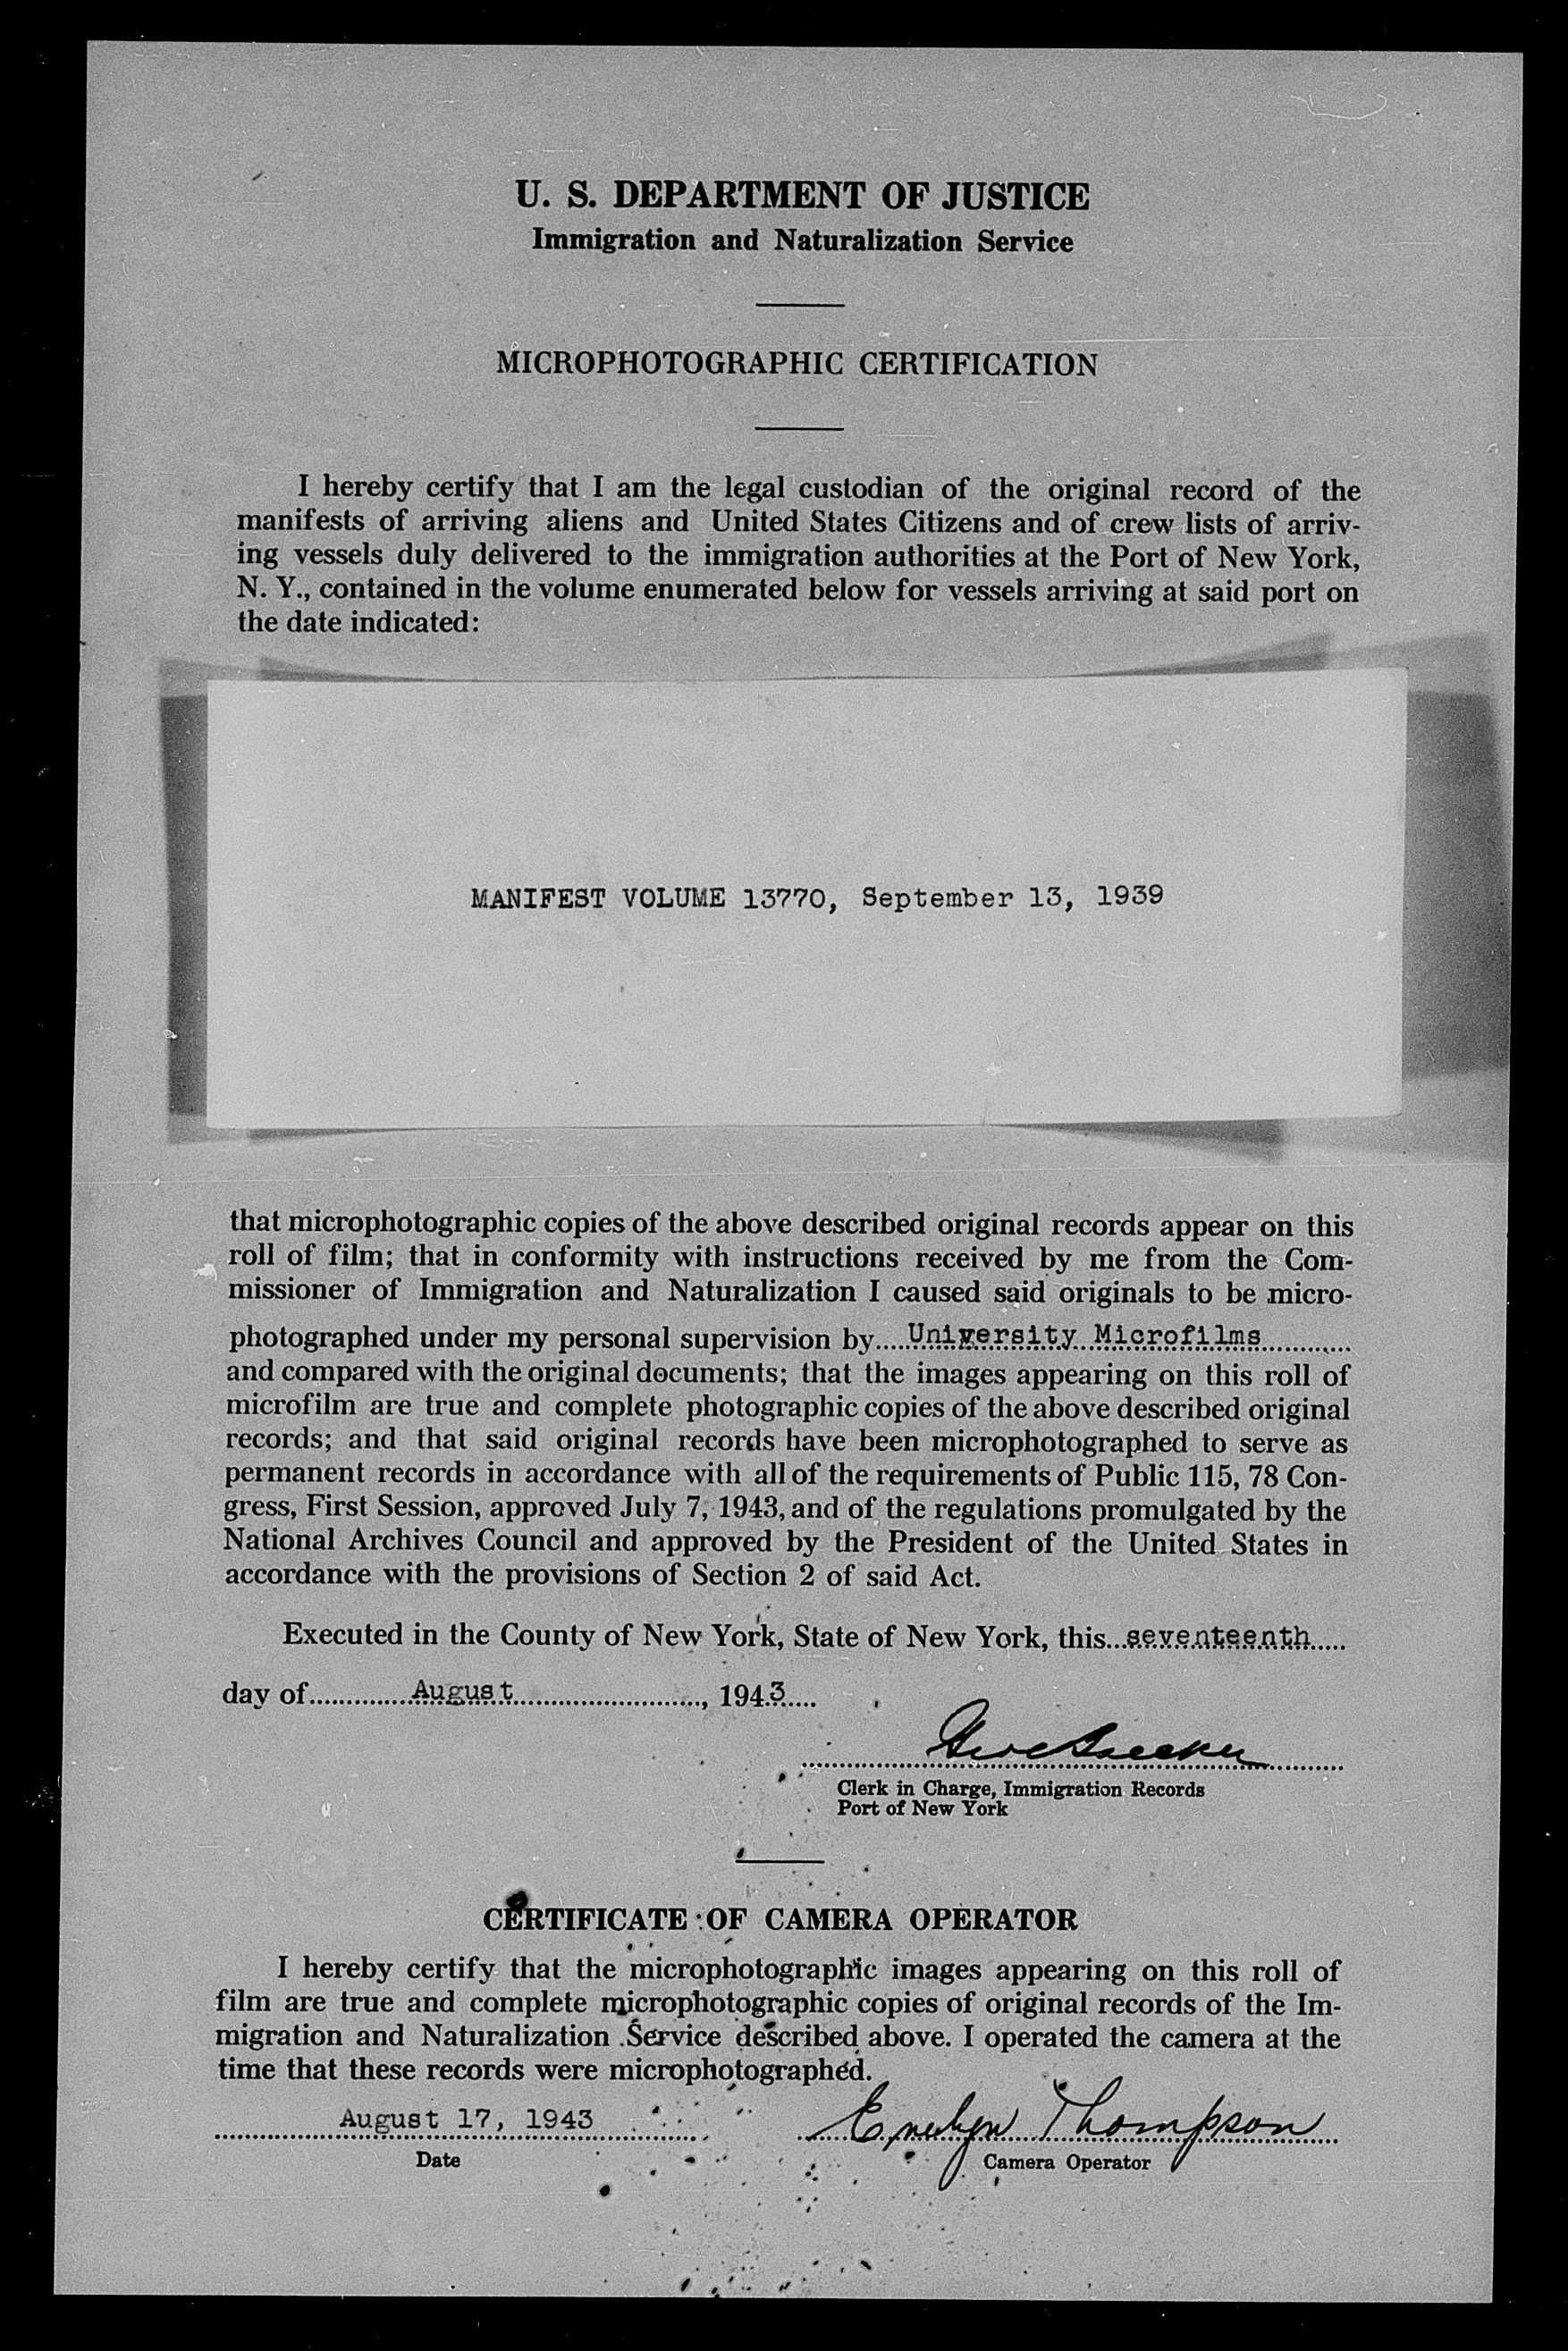 U. S. DEPARTMENT OF JUSTICE
Immigration and Naturalization Service
MICROPHOTOGRAPHIC CERTIFICATION
I hereby certify that I am the legal custodian of the original record of the
manifests of arriving aliens and United States Citizens and of crew lists of arriv-
ing vessels duly delivered to the immigration authorities at the Port of New York,
N. Y., contained in the volume enumerated below for vessels arriving at said port on
the date indicated:
MANIFEST VOLUME 13770, September 13, 1939
that microphotographic copies of the above described original records appear on this
roll of film; that in conformity with instructions received by me from the Com-
missioner of Immigration and Naturalization I caused said originals to be micro-
photographed under my personal supervision by....University Microfilms............
and compared with the original documents; that the images appearing on this roll of
microfilm are true and complete photographic copies of the above described original
records; and that said original records have been microphotographed to serve as
permanent records in accordance with all of the requirements of Public 115, 78 Con-
gress, First Session, approved July 7, 1943, and of the regulations promulgated by the
National Archives Council and approved by the President of the United States in
accordance with the provisions of Section 2 of said Act.
Executed in the County of New York, State of New York, this...seventeenth.....
day of..............August.........................., 194.3....
Clerk in Charge, Immigration Records
Port of New York
CERTIFICATE OF CAMERA OPERATOR
I hereby certify that the microphotographic images appearing on this roll of
film are true and complete microphotographic copies of original records of the Im-
migration and Naturalization Service described above. I operated the camera at the
time that these records were microphotographed.
August 17, 1943 Evelyn Thompson
Date Camera Operator